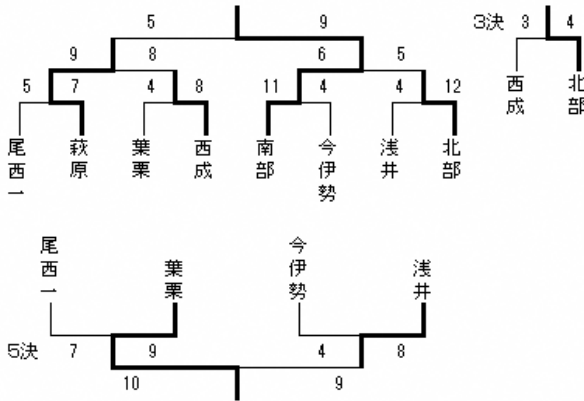 5 9 3決 3 4
9 8 6 5
西成 北部
5 7 4 8 11 4 4 12
尾西一 萩原 葉栗 西成 南部 今伊勢 浅井 北部
尾西一 葉栗 今伊勢 浅井
5決 7 9 4 8
10 9